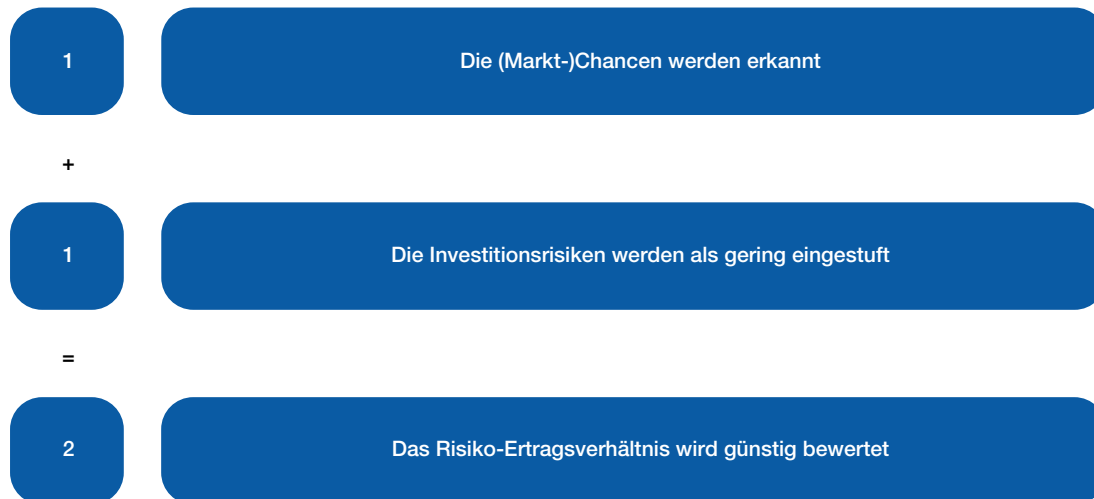 1
Die (Markt-)Chancen werden erkannt
+
1
Die Investitionsrisiken werden als gering eingestuft
=
2
Das Risiko-Ertragsverhältnis wird günstig bewertet